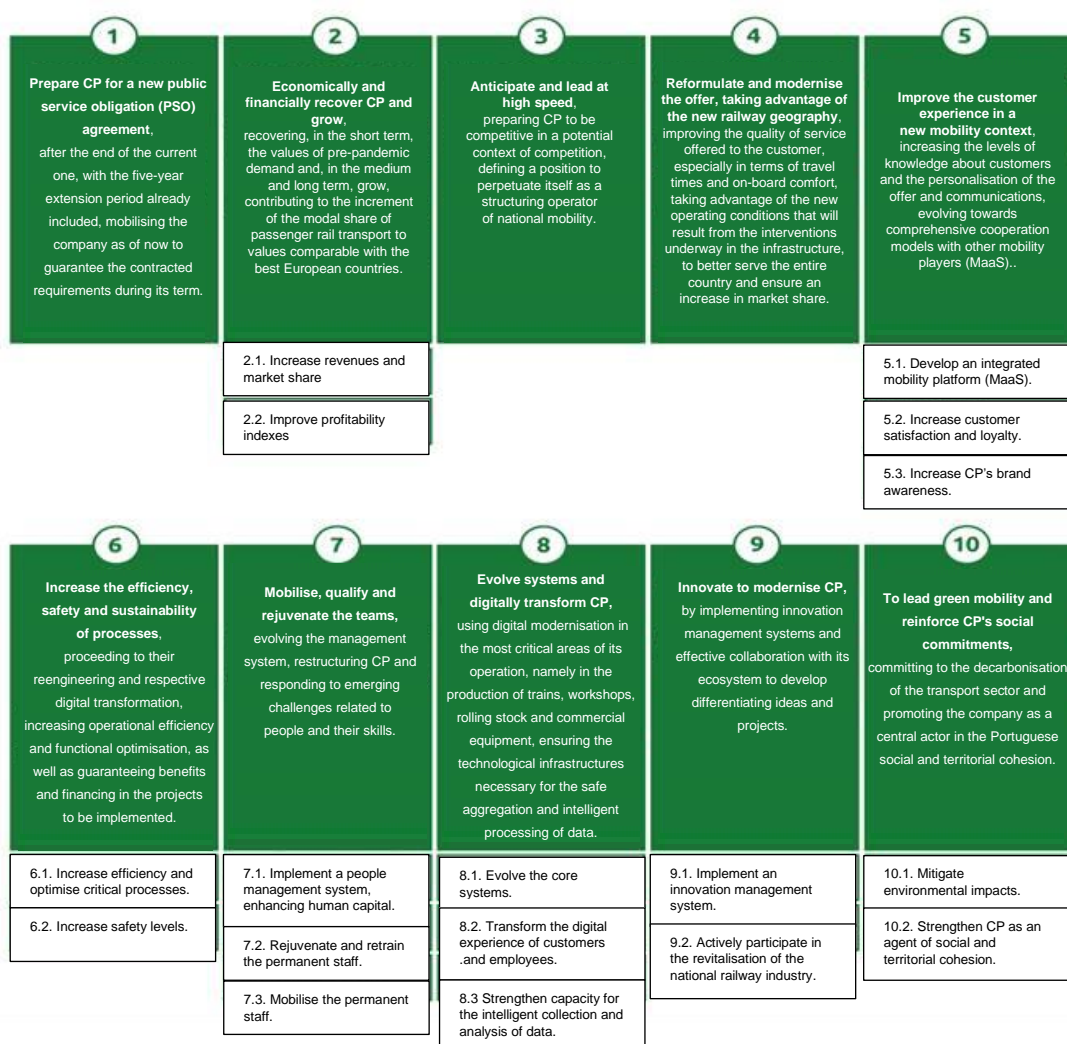 1
Prepare CP for a new public
service obligation (PSO)
agreement,
after the end of the current
one, with the five-year
extension period already
included, mobilising the
company as of now to
guarantee the contracted
requirements during its term.
2
Economically and
financially recover CP and
grow,
recovering, in the short term,
the values of pre-pandemic
demand and, in the medium
and long term, grow,
contributing to the increment
of the modal share of
passenger rail transport to
values comparable with the
best European countries.
2.1. Increase revenues and
market share
2.2. Improve profitability
indexes
3
Anticipate and lead at
high speed,
preparing CP to be
competitive in a potential
context of competition,
defining a position to
perpetuate itself as a
structuring operator
of national mobility.
4
Reformulate and modernise
the offer, taking advantage of
the new railway geography,
improving the quality of service
offered to the customer,
especially in terms of travel
times and on-board comfort,
taking advantage of the new
operating conditions that will
result from the interventions
underway in the infrastructure,
to better serve the entire
country and ensure an
increase in market share.
5
Improve the customer
experience in a
new mobility context,
increasing the levels of
knowledge about customers
and the personalisation of the
offer and communications,
evolving towards
comprehensive cooperation
models with other mobility
players (MaaS)..
5.1. Develop an integrated
mobility platform (MaaS).
5.2. Increase customer
satisfaction and loyalty.
5.3. Increase CP's brand
awareness.
6
Increase the efficiency,
safety and sustainability
of processes,
proceeding to their
reengineering and respective
digital transformation,
increasing operational efficiency
and functional optimisation, as
well as guaranteeing benefits
and financing in the projects
to be implemented.
6.1. Increase efficiency and
optimise critical processes.
6.2. Increase safety levels.
7
Mobilise, qualify and
rejuvenate the teams,
evolving the management
system, restructuring CP and
responding to emerging
challenges related to
people and their skills.
7.1. Implement a people
management system,
enhancing human capital.
7.2. Rejuvenate and retrain
the permanent staff.
7.3. Mobilise the permanent
staff.
8
Evolve systems and
digitally transform CP,
using digital modernisation in
the most critical areas of its
operation, namely in the
production of trains, workshops,
rolling stock and commercial
equipment, ensuring the
technological infrastructures
necessary for the safe
aggregation and intelligent
processing of data.
8.1. Evolve the core
systems.
8.2. Transform the digital
experience of customers
.and employees.
8.3 Strengthen capacity for
the intelligent collection and
analysis of data.
9
Innovate to modernise CP,
by implementing innovation
management systems and
effective collaboration with its
ecosystem to develop
differentiating ideas and
projects.
9.1. Implement an
innovation management
system.
9.2. Actively participate in
the revitalisation of the
national railway industry.
10
To lead green mobility and
reinforce CP's social
commitments,
committing to the decarbonisation
of the transport sector and
promoting the company as a
central actor in the Portuguese
social and territorial cohesion.
10.1. Mitigate
environmental impacts.
10.2. Strengthen CP as an
agent of social and
territorial cohesion.